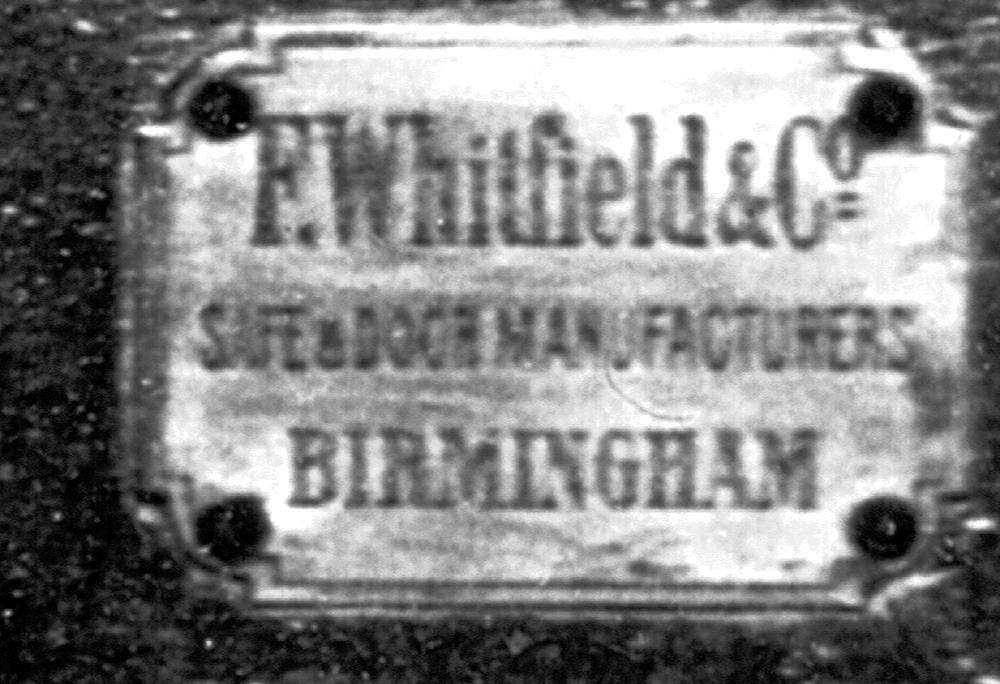 F. Whitfield & Cº
SAFE & DOOR MANUFACTURERS
BIRMINGHAM